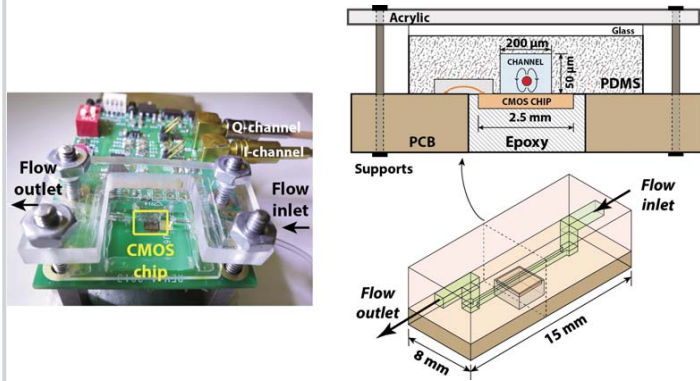 Q-channel
I-channel
Flow
outlet
Flow
inlet
CMOS
chip
Acrylic
Glass
200 µm
CHANNEL
50 µm
PDMS
CMOS CHIP
2.5 mm
PCB
Epoxy
Supports
Flow
inlet
Flow
outlet
15 mm
8 mm